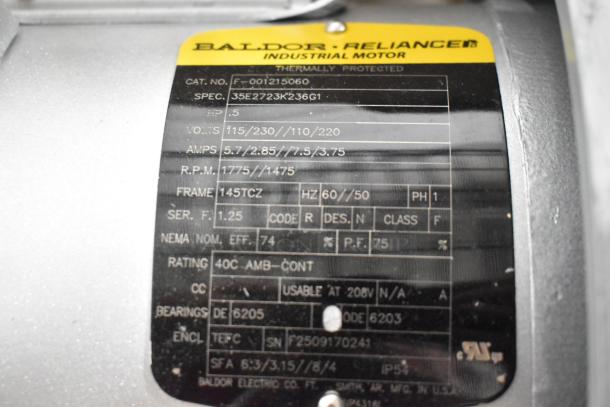 BALDOR • RELIANCER
INDUSTRIAL MOTOR
THERMALLY PROTECTED
CAT. NO. F-001215060
SPEC. 35E2723K236G1
HP .5
VOLTS 115/230//110/220
AMPS 5.7/2.85//7.5/3.75
R.P.M. 1775//1475
FRAME 145TCZ HZ 60//50 PH 1
SER. F. 1.25 CODE R DES. N CLASS F
NEMA NOM. EFF. 74 % P.F. 75 %
RATING 40C AMB-CONT
CC USABLE AT 208V N/A A
BEARINGS DE 6205 ODE 6203
ENCL TEFC SN F2509170241
SFA 6.3/3.15//8/4 IP54
BALDOR ELECTRIC CO. FT. SMITH, AR. MFG. IN U.S.A.